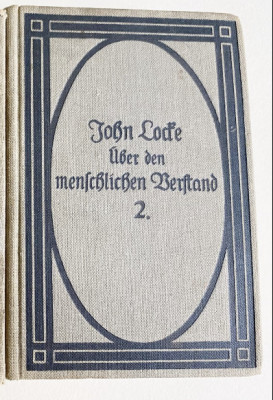 John Locke
Über den
menſchlichen Verſtand
2.